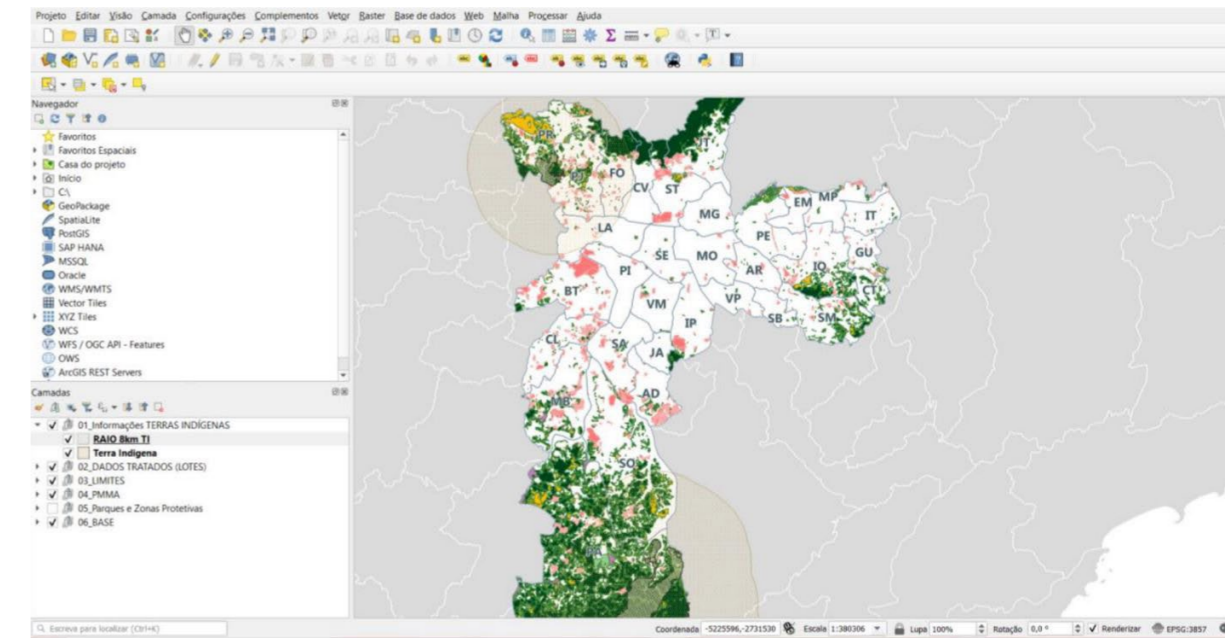 Projeto Editar Visão Camada Configurações Complementos Vetor Raster Base de dados Web Malha Processar Ajuda
Navegador
Favoritos
Favoritos Espaciais
Casa do projeto
Início
C:\
GeoPackage
SpatiaLite
PostGIS
SAP HANA
MSSQL
Oracle
WMS/WMTS
Vector Tiles
XYZ Tiles
WCS
WFS / OGC API - Features
OWS
ArcGIS REST Servers
Camadas
01_Informações TERRAS INDÍGENAS
RAIO 8km TI
Terra Indigena
02_DADOS TRATADOS (LOTES)
03_LIMITES
04_PMMA
05_Parques e Zonas Protetivas
06_BASE
PR
JT
PJ FO
CV ST
MG
EM MP
IT
LA
PE
SE MO
GU
PI
AR
IQ
BT
VM
VP
CT
SB SM
IP
CL
SA
JA
AD
MB
SO
PA
Escreva para localizar (Ctrl+K)
Coordenada -5225596,-2731530 Escala 1:380306 Lupa 100% Rotação 0,0 ° Renderizar EPSG:3857